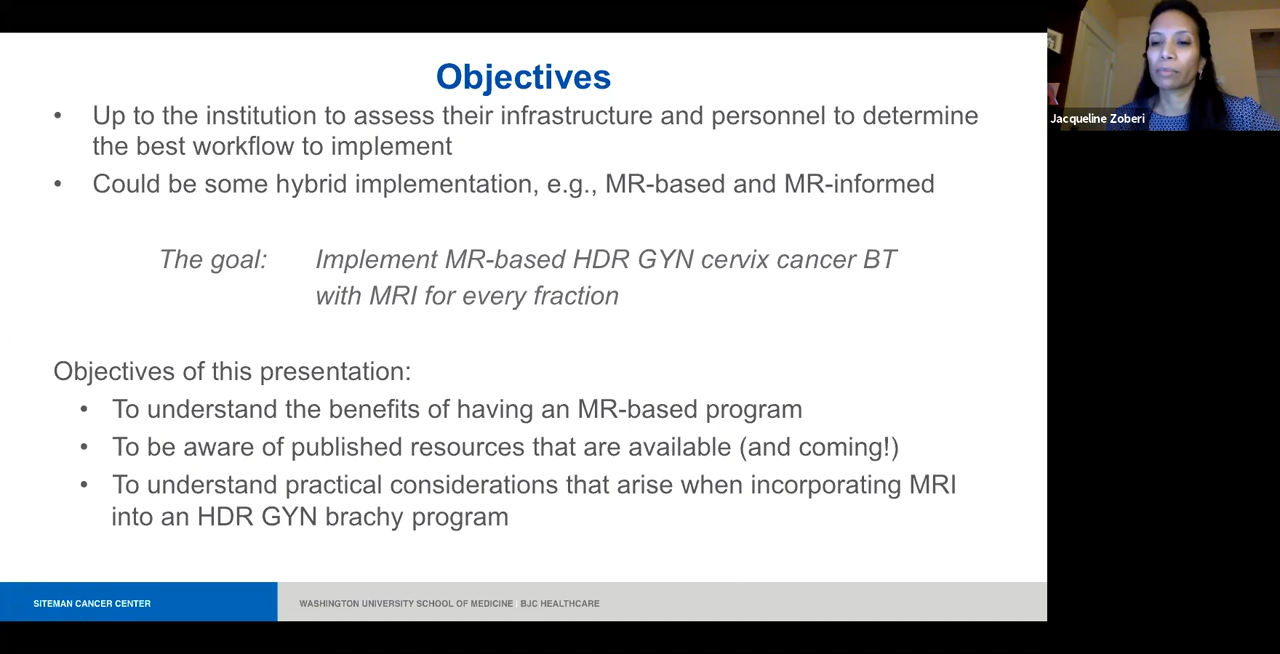 Objectives
• Up to the institution to assess their infrastructure and personnel to determine
the best workflow to implement
• Could be some hybrid implementation, e.g., MR-based and MR-informed
The goal: Implement MR-based HDR GYN cervix cancer BT
with MRI for every fraction
Objectives of this presentation:
• To understand the benefits of having an MR-based program
• To be aware of published resources that are available (and coming!)
• To understand practical considerations that arise when incorporating MRI
into an HDR GYN brachy program
SITEMAN CANCER CENTER
WASHINGTON UNIVERSITY SCHOOL OF MEDICINE | BJC HEALTHCARE
Jacqueline Zoberi